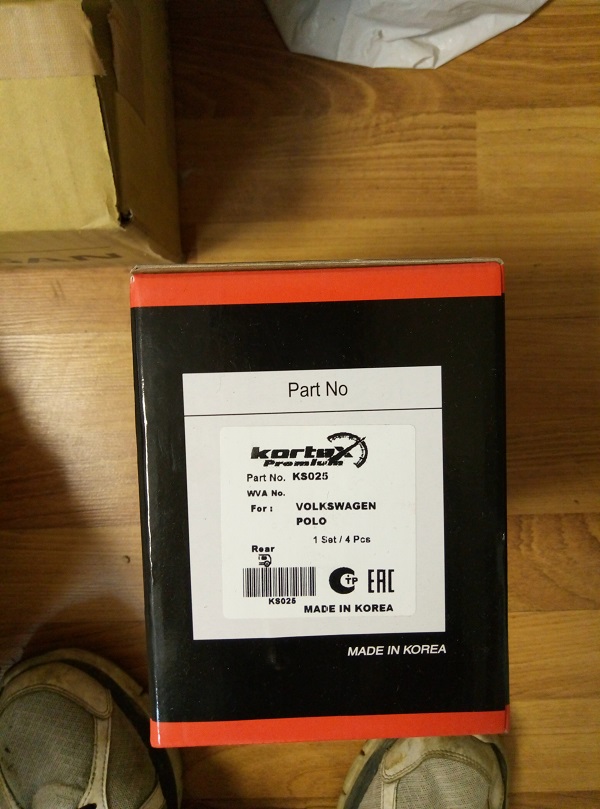 Part No
kortex
Premium
Part No. KS025
WVA No.
For : VOLKSWAGEN
POLO
1 Set / 4 Pcs
Rear
KS025
EAC
MADE IN KOREA
MADE IN KOREA